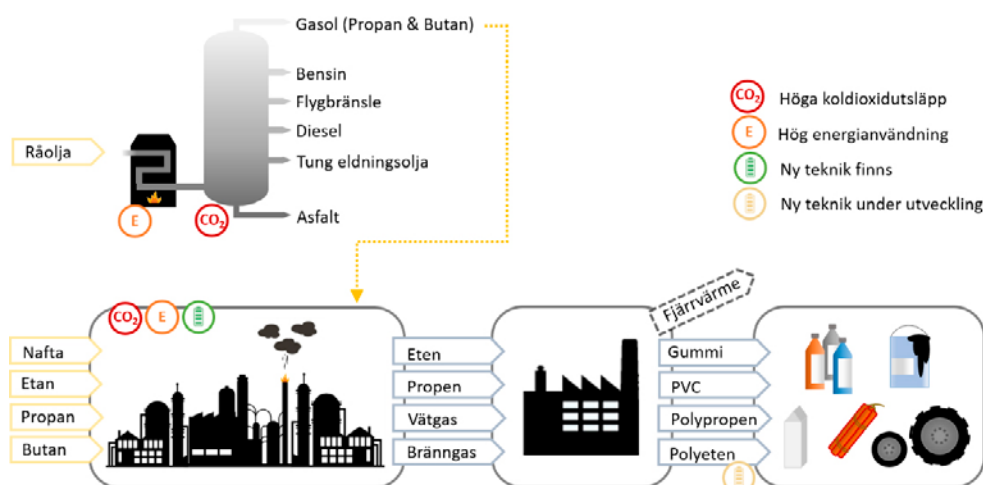 Gasol (Propan & Butan)
Bensin
Flygbränsle
Diesel
Tung eldningsolja
Asfalt
Råolja
E
CO2
CO2
Höga koldioxidutsläpp
E
Hög energianvändning
Ny teknik finns
Ny teknik under utveckling
Fjärrvärme
CO2
E
Nafta
Etan
Propan
Butan
Eten
Propen
Vätgas
Bränngas
Gummi
PVC
Polypropen
Polyeten